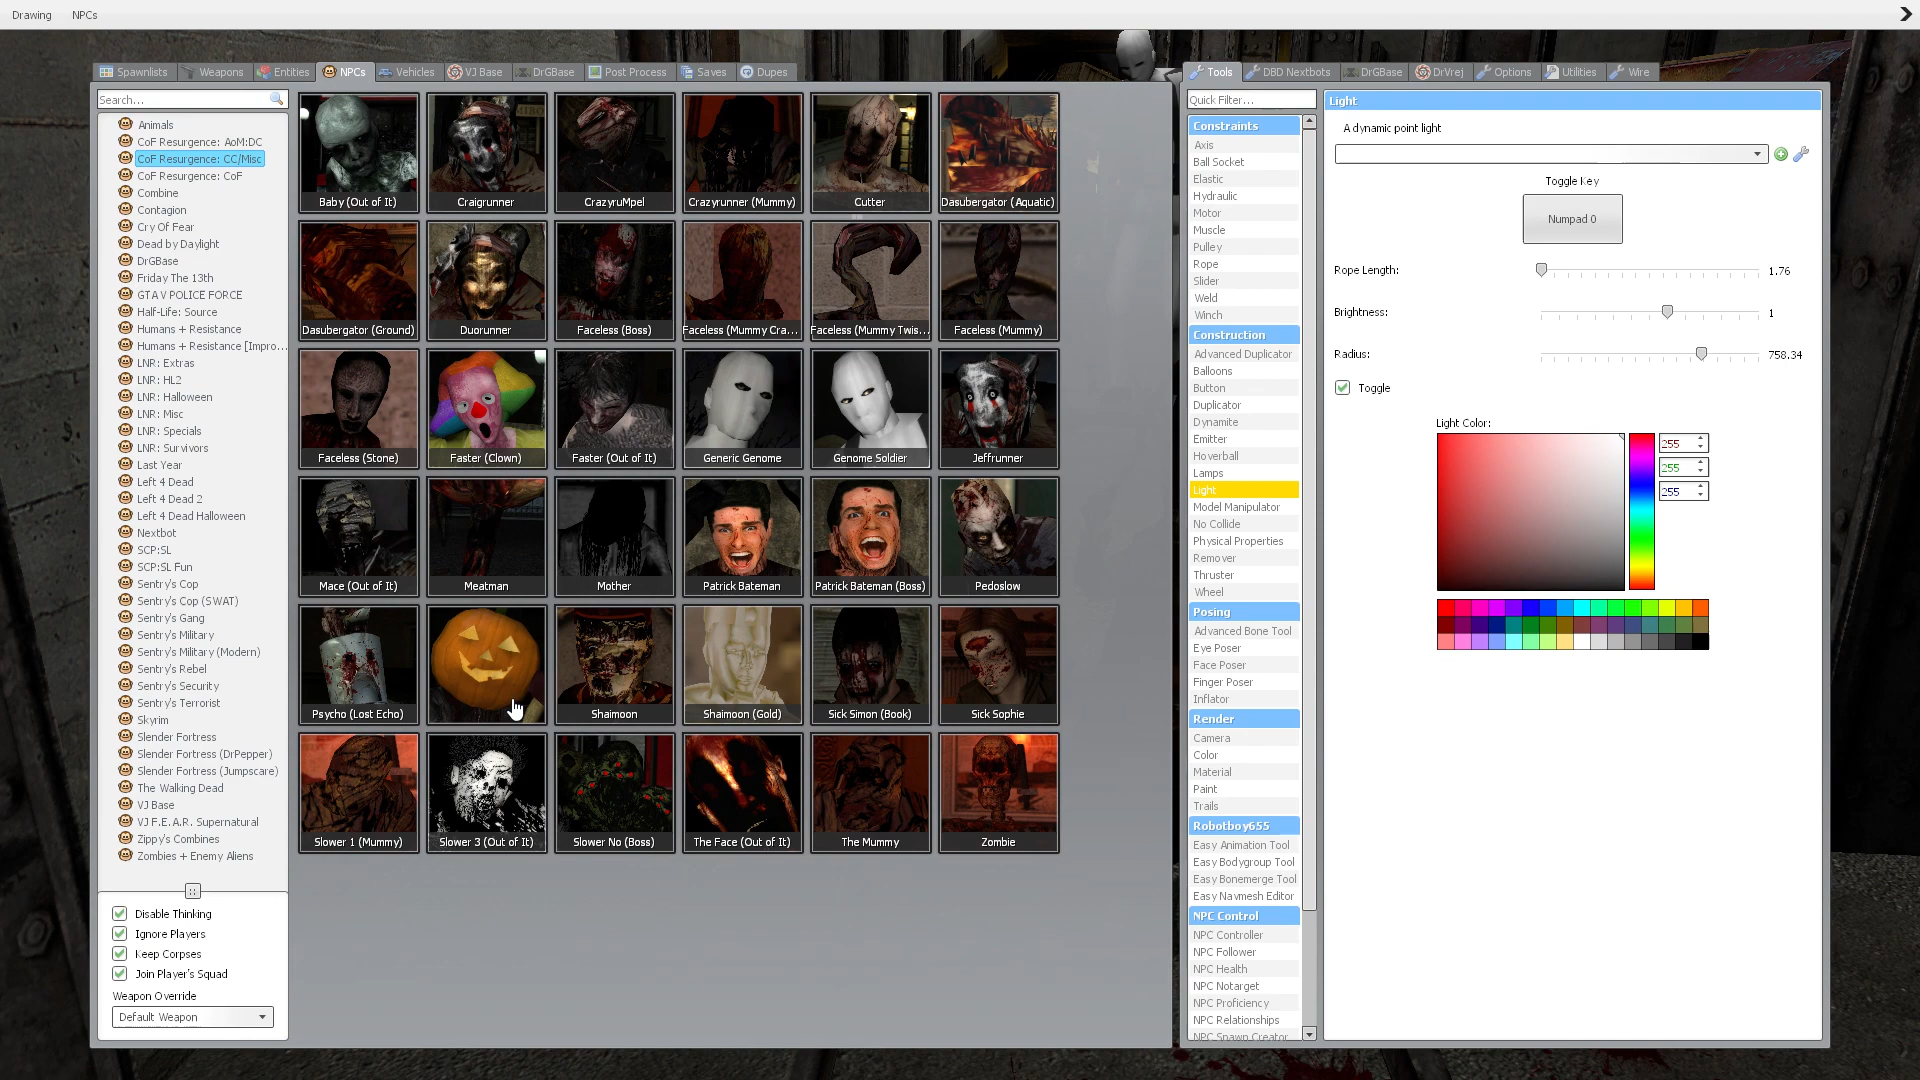 Drawing NPCs
Spawnlists Weapons Entities NPCs Vehicles VJ Base DrGBase Post Process Saves Dupes
Tools DBD Nextbots DrGBase DrVrej Options Utilities Wire
Search...
Animals
CoF Resurgence: AoM:DC
CoF Resurgence: CC/Misc
CoF Resurgence: CoF
Combine
Contagion
Cry Of Fear
Dead by Daylight
DrGBase
Friday The 13th
GTA V POLICE FORCE
Half-Life: Source
Humans + Resistance
Humans + Resistance [Impro...
LNR: Extras
LNR: HL2
LNR: Halloween
LNR: Misc
LNR: Specials
LNR: Survivors
Last Year
Left 4 Dead
Left 4 Dead 2
Left 4 Dead Halloween
Nextbot
SCP:SL
SCP:SL Fun
Sentry's Cop
Sentry's Cop (SWAT)
Sentry's Gang
Sentry's Military
Sentry's Military (Modern)
Sentry's Rebel
Sentry's Security
Sentry's Terrorist
Skyrim
Slender Fortress
Slender Fortress (DrPepper)
Slender Fortress (Jumpscare)
The Walking Dead
VJ Base
VJ F.E.A.R. Supernatural
Zippy's Combines
Zombies + Enemy Aliens
Disable Thinking
Ignore Players
Keep Corpses
Join Player's Squad
Weapon Override
Default Weapon
Baby (Out of It) Craigrunner CrazyruMpel Crazyrunner (Mummy) Cutter Dasubergator (Aquatic)
Dasubergator (Ground) Duorunner Faceless (Boss) Faceless (Mummy Cra... Faceless (Mummy Twis... Faceless (Mummy)
Faceless (Stone) Faster (Clown) Faster (Out of It) Generic Genome Genome Soldier Jeffrunner
Mace (Out of It) Meatman Mother Patrick Bateman Patrick Bateman (Boss) Pedoslow
Psycho (Lost Echo) Shaimoon Shaimoon (Gold) Sick Simon (Book) Sick Sophie
Slower 1 (Mummy) Slower 3 (Out of It) Slower No (Boss) The Face (Out of It) The Mummy Zombie
Quick Filter...
Constraints
Axis
Ball Socket
Elastic
Hydraulic
Motor
Muscle
Pulley
Rope
Slider
Weld
Winch
Construction
Advanced Duplicator
Balloons
Button
Duplicator
Dynamite
Emitter
Hoverball
Lamps
Light
Model Manipulator
No Collide
Physical Properties
Remover
Thruster
Wheel
Posing
Advanced Bone Tool
Eye Poser
Face Poser
Finger Poser
Inflator
Render
Camera
Color
Material
Paint
Trails
Robotboy655
Easy Animation Tool
Easy Bodygroup Tool
Easy Bonemerge Tool
Easy Navmesh Editor
NPC Control
NPC Controller
NPC Follower
NPC Health
NPC Notarget
NPC Proficiency
NPC Relationships
NPC Spawn Creator
Light
A dynamic point light
Toggle Key
Numpad 0
Rope Length: 1.76
Brightness: 1
Radius: 758.34
Toggle
Light Color:
255
255
255